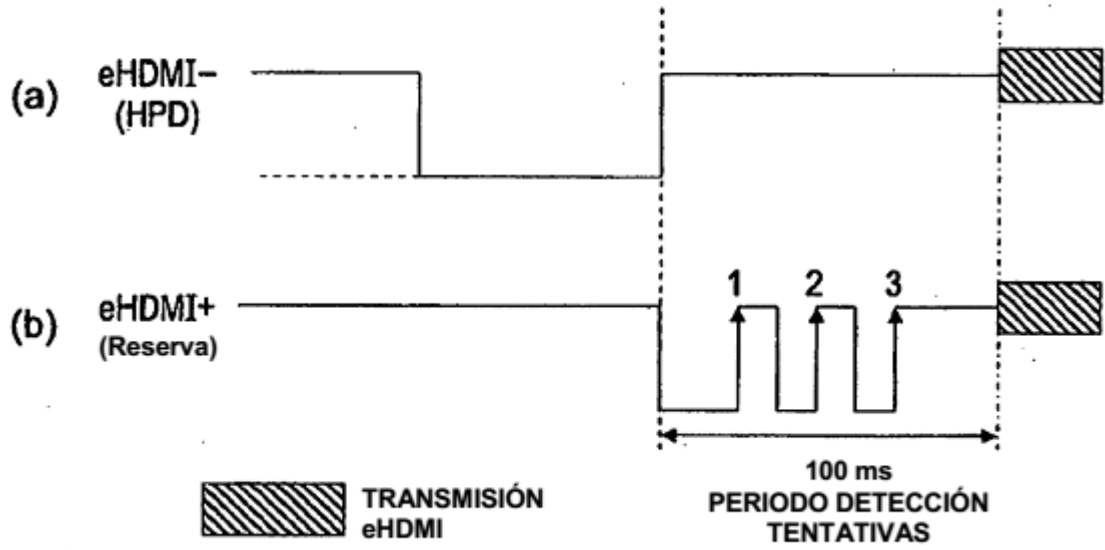 (a) eHDMI-
(HPD)
(b) eHDMI+
(Reserva)
1 2 3
100 ms
PERIODO DETECCIÓN
TENTATIVAS
TRANSMISIÓN
eHDMI